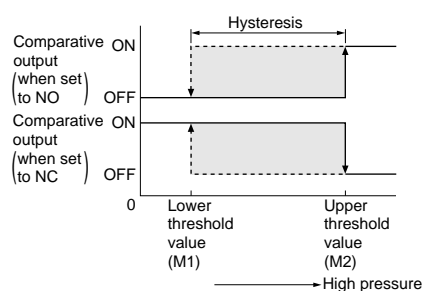 Hysteresis
Comparative
output
(when set
to NO)
ON
OFF
Comparative
output
(when set
to NC)
ON
OFF
0
Lower
threshold
value
(M1)
Upper
threshold
value
(M2)
High pressure